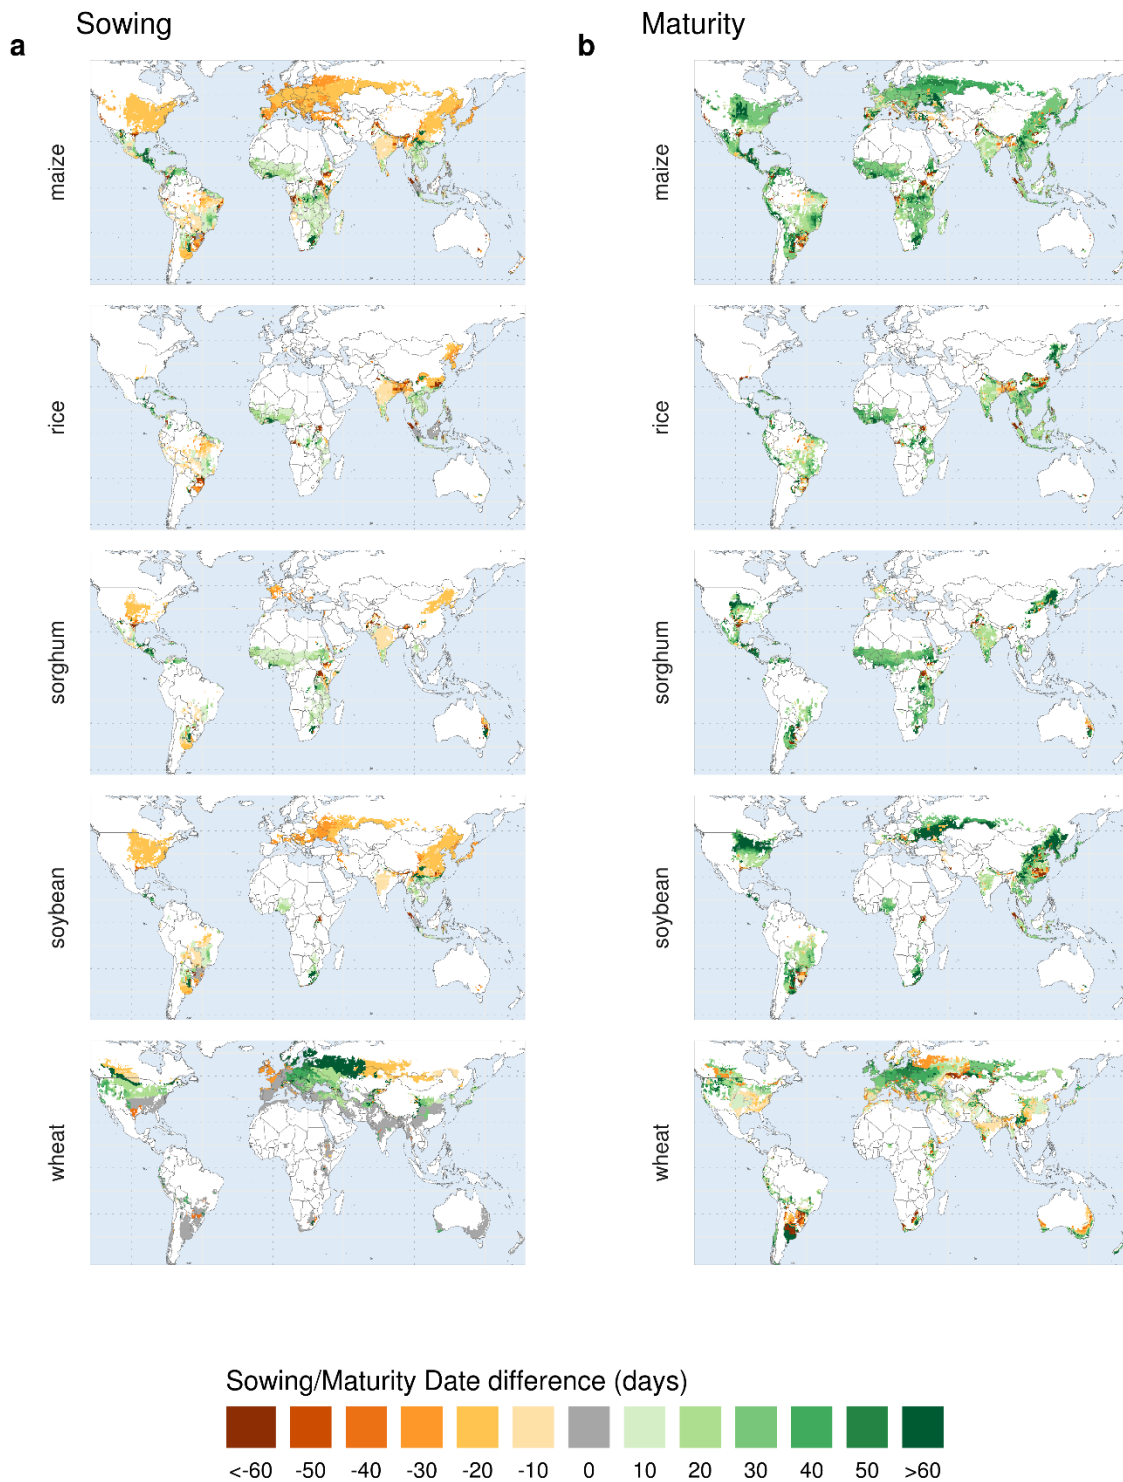 Sowing
Maturity
a
b
maize
maize
rice
rice
sorghum
sorghum
soybean
soybean
wheat
wheat
Sowing/Maturity Date difference (days)
<-60 -50 -40 -30 -20 -10 0 10 20 30 40 50 >60